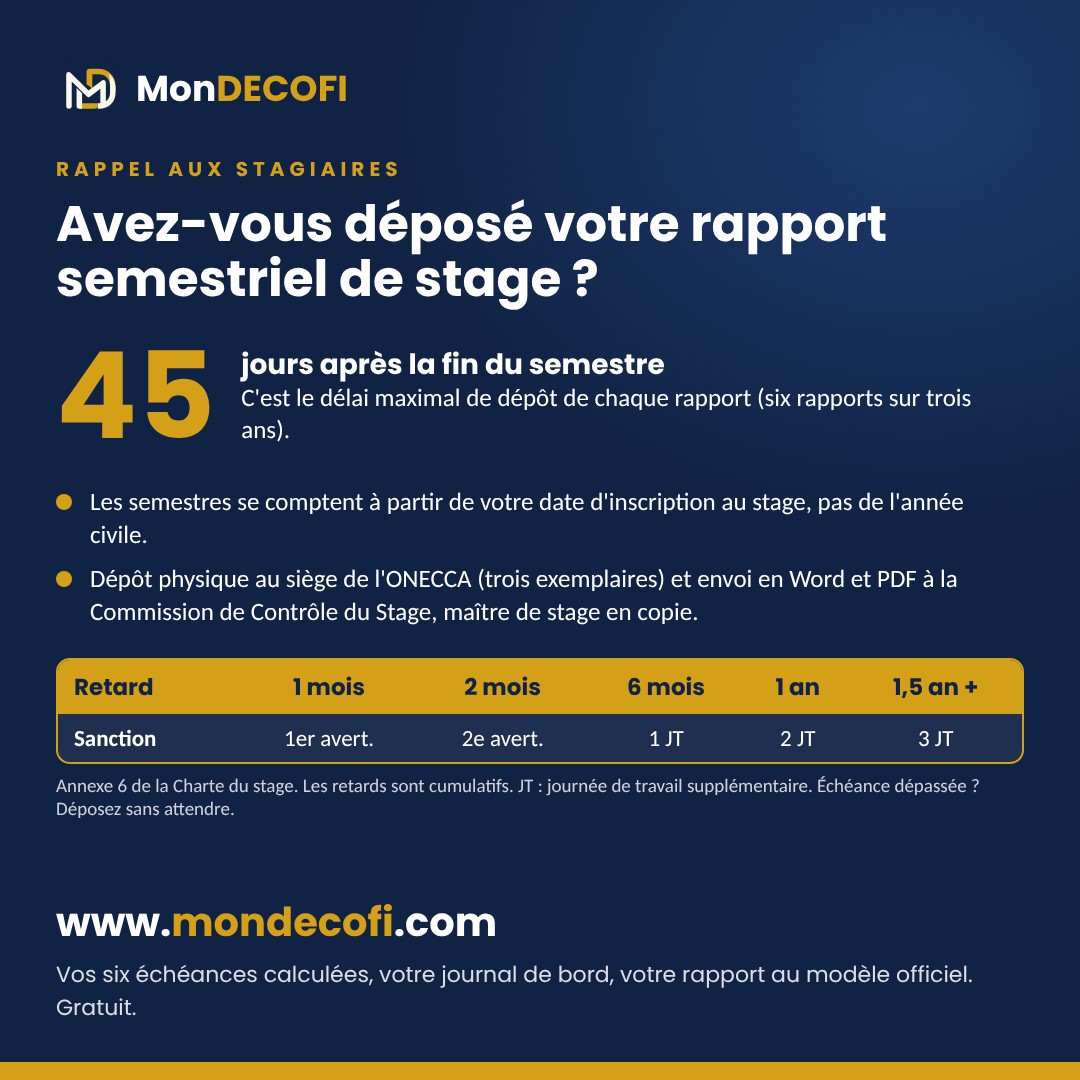 MonDECOFI
RAPPEL AUX STAGIAIRES
Avez-vous déposé votre rapport
semestriel de stage ?
45
jours après la fin du semestre
C'est le délai maximal de dépôt de chaque rapport (six rapports sur trois
ans).
Les semestres se comptent à partir de votre date d'inscription au stage, pas de l'année
civile.
Dépôt physique au siège de l'ONECCA (trois exemplaires) et envoi en Word et PDF à la
Commission de Contrôle du Stage, maître de stage en copie.
Retard 1 mois 2 mois 6 mois 1 an 1,5 an +
Sanction 1er avert. 2e avert. 1 JT 2 JT 3 JT
Annexe 6 de la Charte du stage. Les retards sont cumulatifs. JT : journée de travail supplémentaire. Échéance dépassée ?
Déposez sans attendre.
www.mondecofi.com
Vos six échéances calculées, votre journal de bord, votre rapport au modèle officiel.
Gratuit.